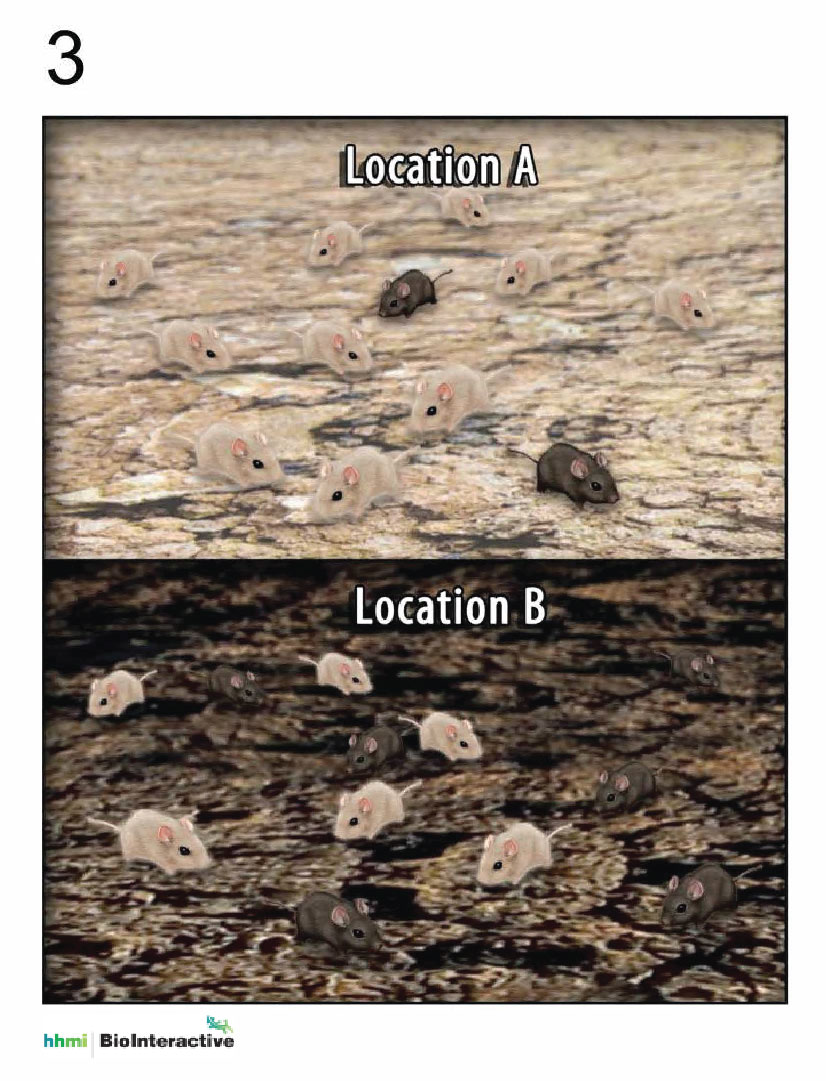 3
Location A
Location B
hhmi BioInteractive